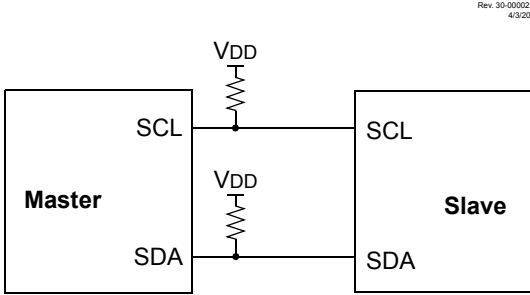 Rev. 30-00002
4/3/20
VDD
SCL
SCL
VDD
Master
Slave
SDA
SDA